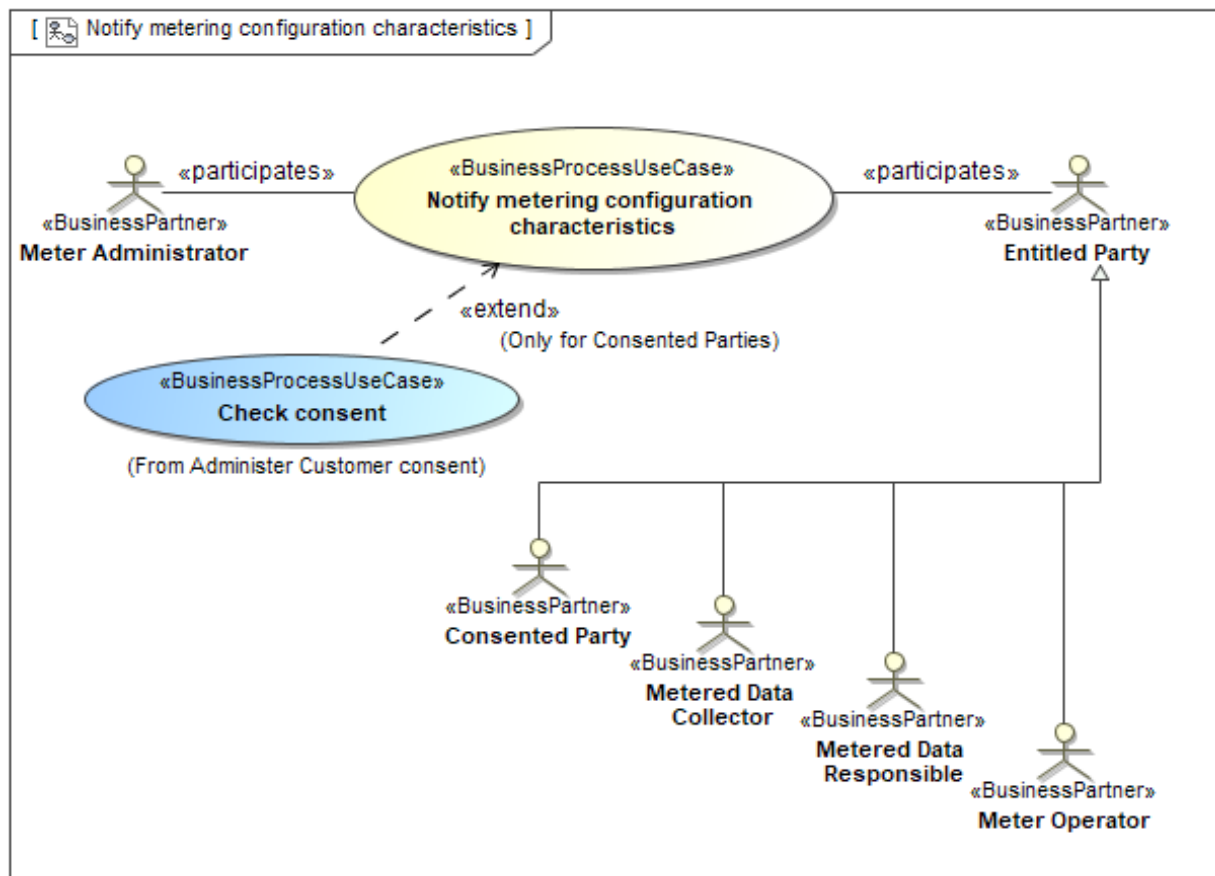 [ Notify metering configuration characteristics ]
«participates»
«BusinessProcessUseCase»
Notify metering configuration
characteristics
«participates»
«BusinessPartner»
Meter Administrator
«BusinessPartner»
Entitled Party
«extend»
(Only for Consented Parties)
«BusinessProcessUseCase»
Check consent
(From Administer Customer consent)
«BusinessPartner»
Consented Party
«BusinessPartner»
Metered Data
Collector
«BusinessPartner»
Metered Data
Responsible
«BusinessPartner»
Meter Operator